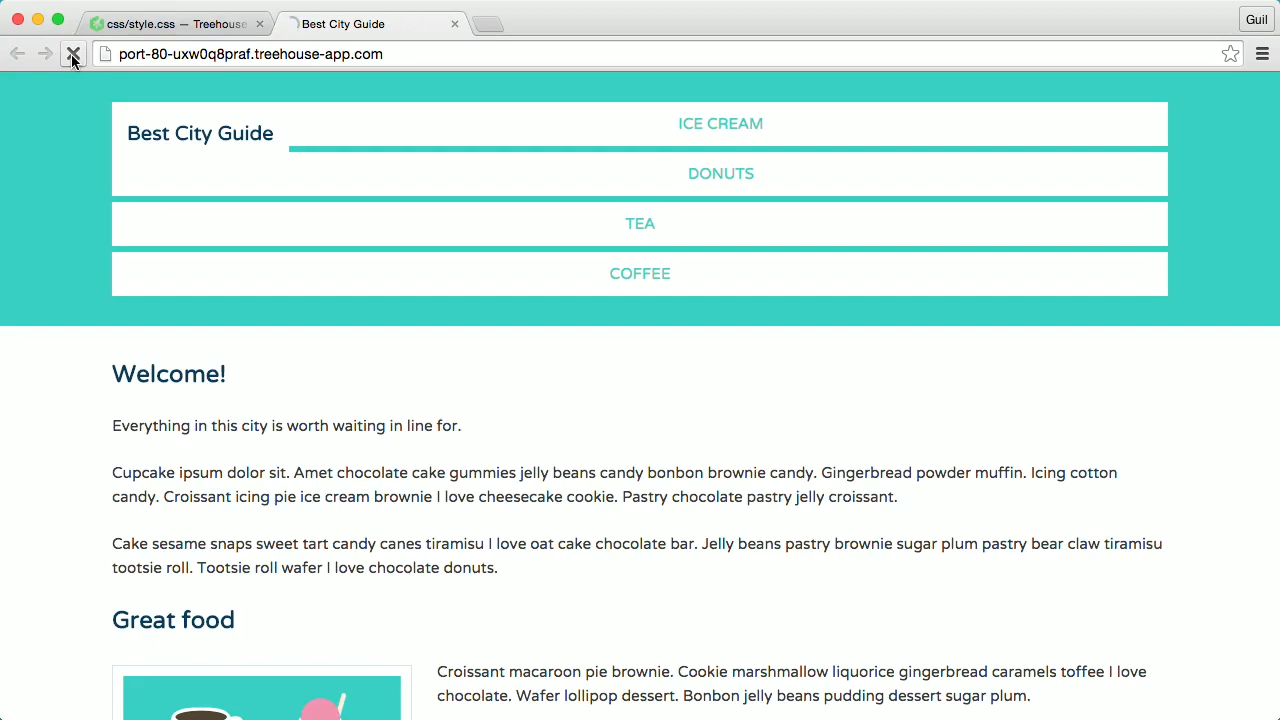 css/style.css — Treehouse
Best City Guide
Guil
port-80-uxw0q8praf.treehouse-app.com
Best City Guide
ICE CREAM
DONUTS
TEA
COFFEE
Welcome!
Everything in this city is worth waiting in line for.
Cupcake ipsum dolor sit. Amet chocolate cake gummies jelly beans candy bonbon brownie candy. Gingerbread powder muffin. Icing cotton
candy. Croissant icing pie ice cream brownie I love cheesecake cookie. Pastry chocolate pastry jelly croissant.
Cake sesame snaps sweet tart candy canes tiramisu I love oat cake chocolate bar. Jelly beans pastry brownie sugar plum pastry bear claw tiramisu
tootsie roll. Tootsie roll wafer I love chocolate donuts.
Great food
Croissant macaroon pie brownie. Cookie marshmallow liquorice gingerbread caramels toffee I love
chocolate. Wafer lollipop dessert. Bonbon jelly beans pudding dessert sugar plum.